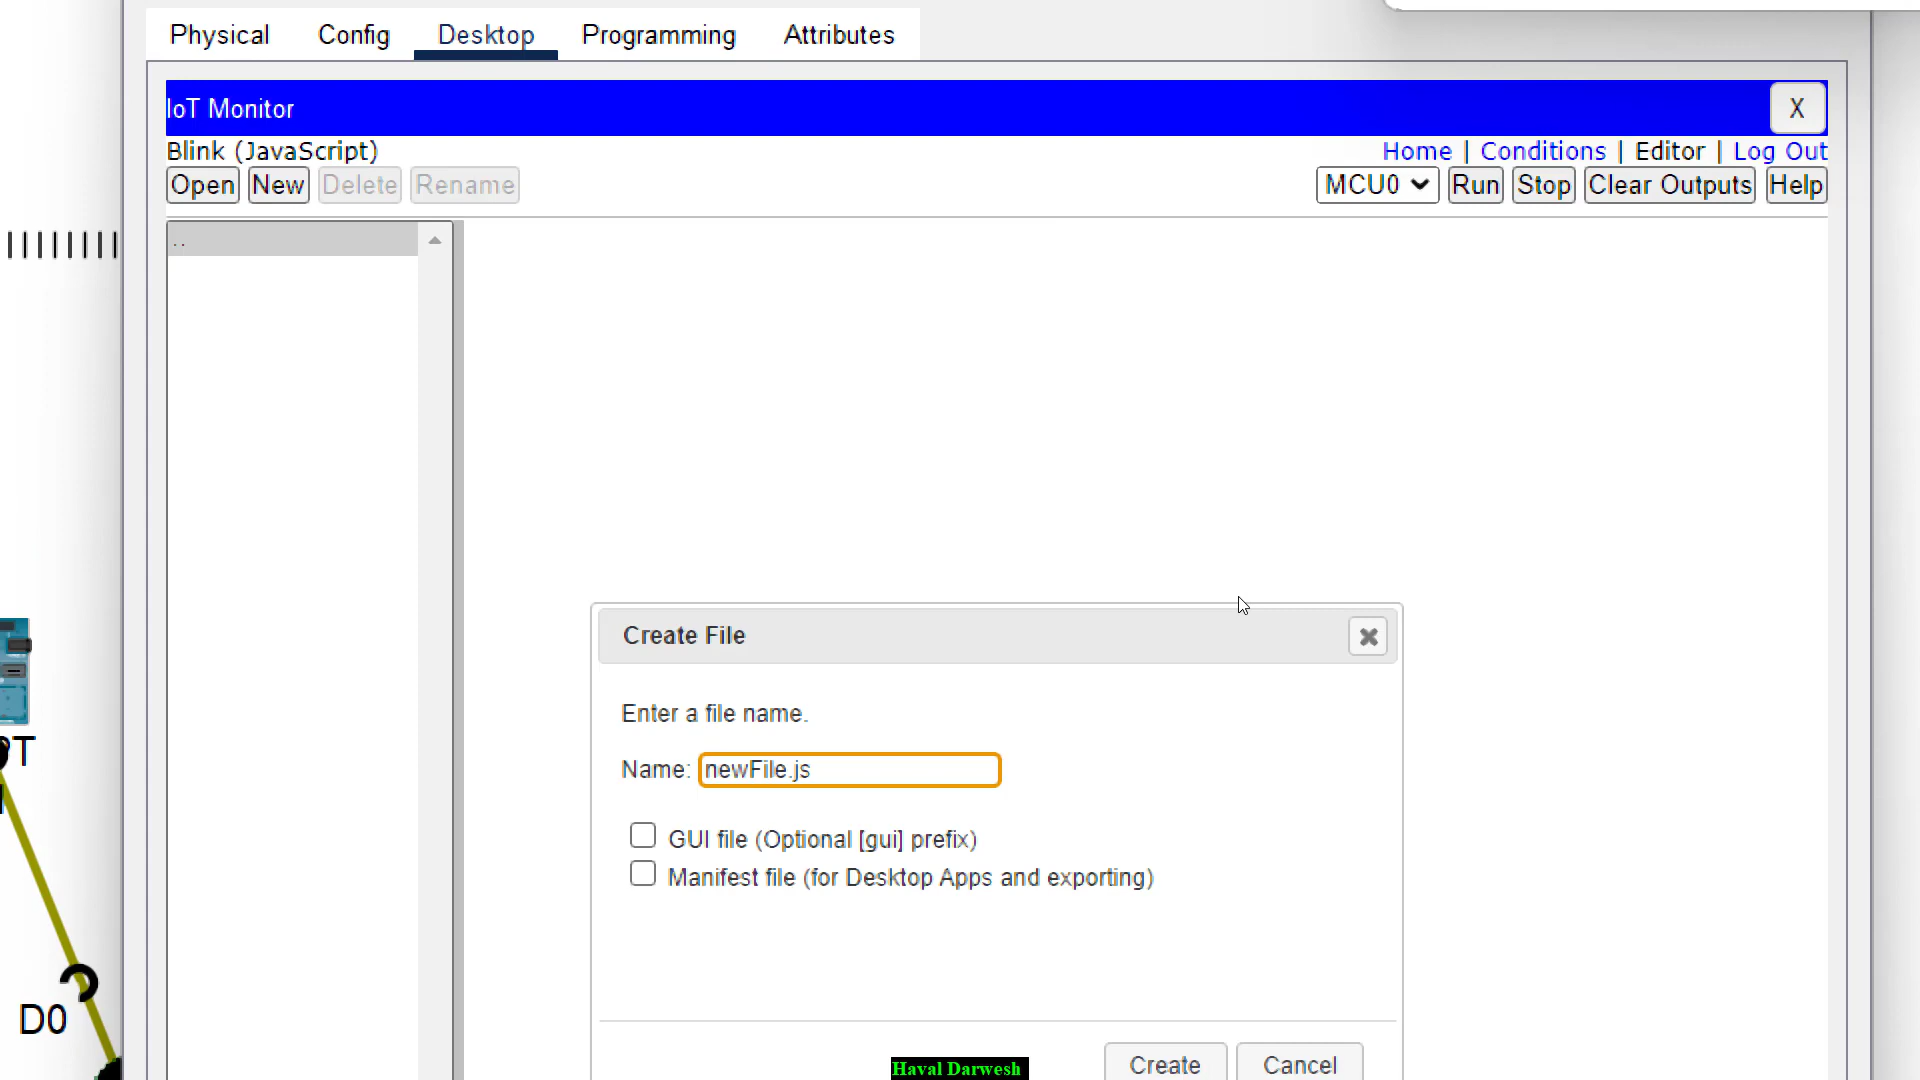 Physical Config Desktop Programming Attributes
IoT Monitor X
Blink (JavaScript) Home | Conditions | Editor | Log Out
Open New Delete Rename MCU0 Run Stop Clear Outputs Help
..
Create File
Enter a file name.
Name: newFile.js
GUI file (Optional [gui] prefix)
Manifest file (for Desktop Apps and exporting)
PT
D0
Create Cancel
Haval Darwesh